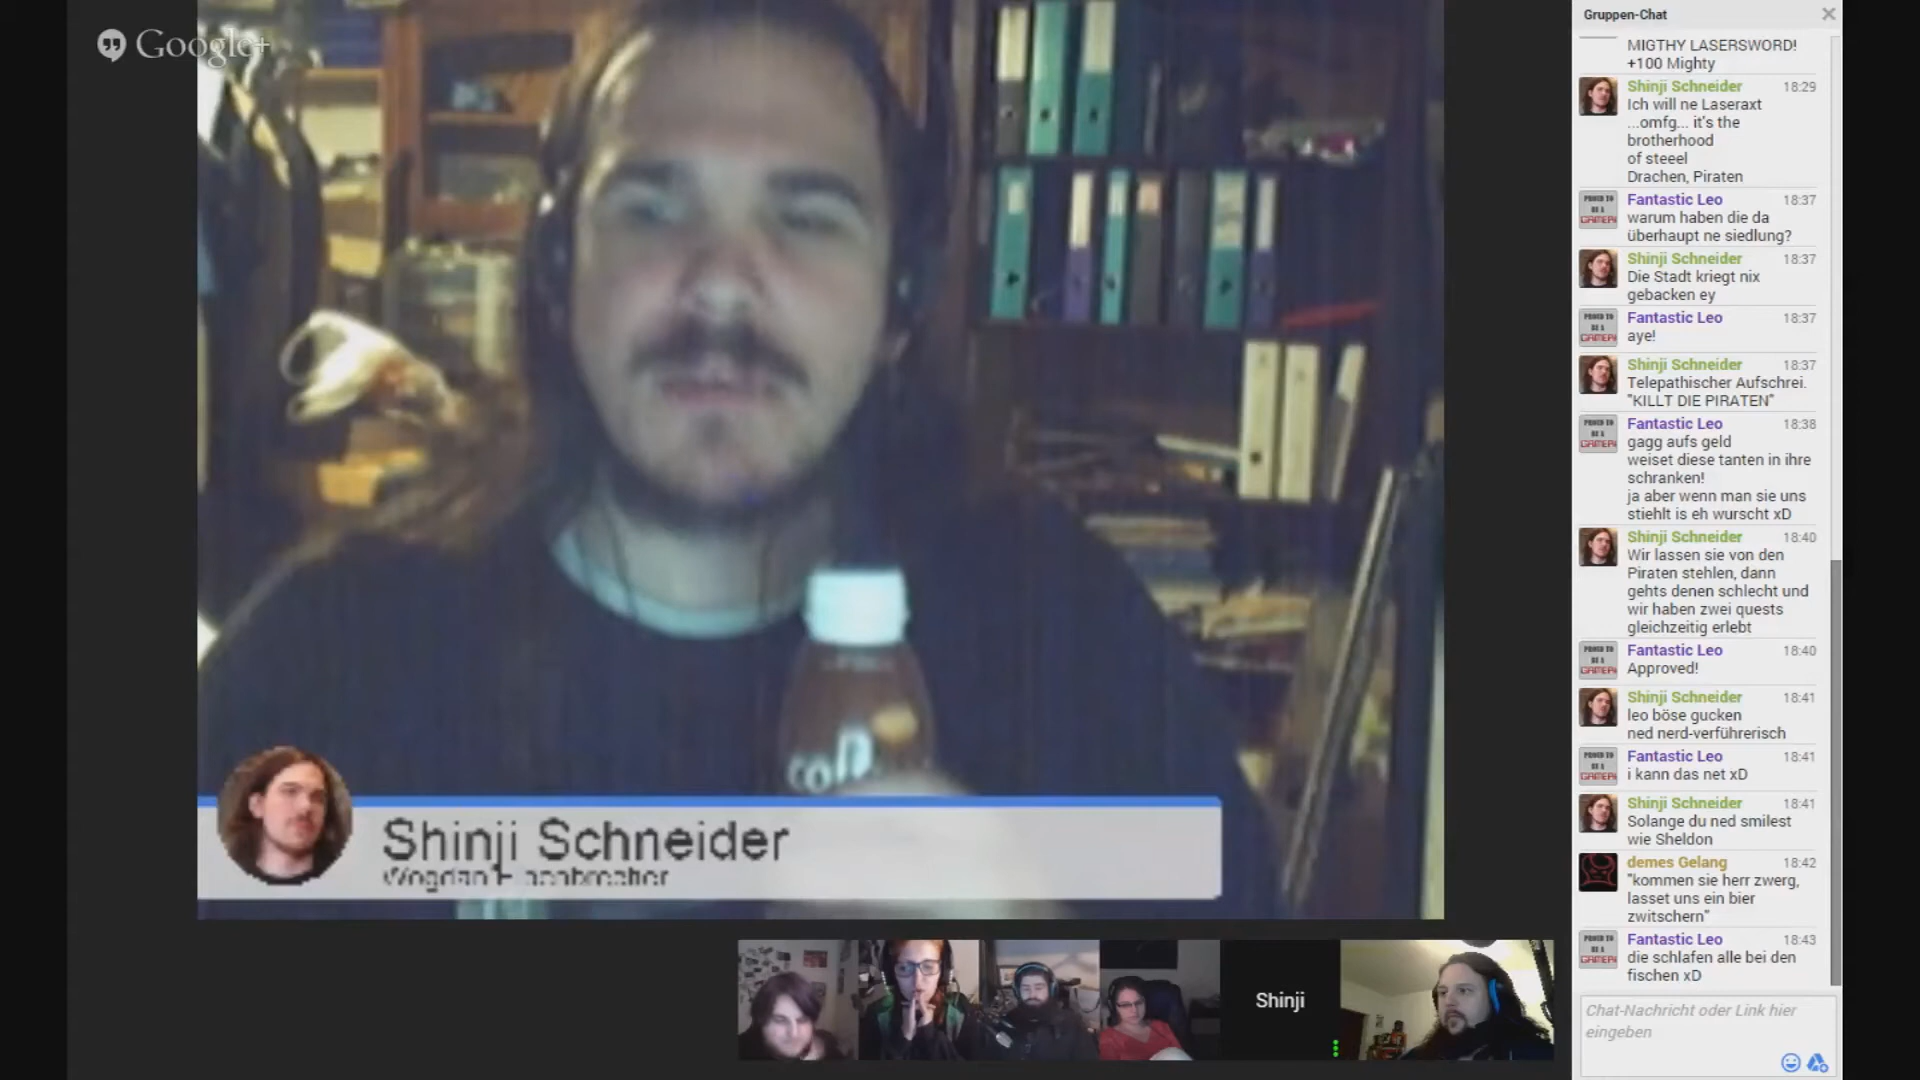 Google+
Shinji Schneider
Shinji
Gruppen-Chat
MIGTHY LASERSWORD!
+100 Mighty
Shinji Schneider 18:29
Ich will ne Laseraxt
...omfg... it's the
brotherhood
of steeel
Drachen, Piraten
Fantastic Leo 18:37
warum haben die da
überhaupt ne siedlung?
Shinji Schneider 18:37
Die Stadt kriegt nix
gebacken ey
Fantastic Leo 18:37
aye!
Shinji Schneider 18:37
Telepathischer Aufschrei.
"KILLT DIE PIRATEN"
Fantastic Leo 18:38
gagg aufs geld
weiset diese tanten in ihre
schranken!
ja aber wenn man sie uns
stiehlt is eh wurscht xD
Shinji Schneider 18:40
Wir lassen sie von den
Piraten stehlen, dann
gehts denen schlecht und
wir haben zwei quests
gleichzeitig erlebt
Fantastic Leo 18:40
Approved!
Shinji Schneider 18:41
leo böse gucken
ned nerd-verführerisch
Fantastic Leo 18:41
i kann das net xD
Shinji Schneider 18:41
Solange du ned smilest
wie Sheldon
demes Gelang 18:42
"kommen sie herr zwerg,
lasset uns ein bier
zwitschern"
Fantastic Leo 18:43
die schlafen alle bei den
fischen xD
Chat-Nachricht oder Link hier
eingeben